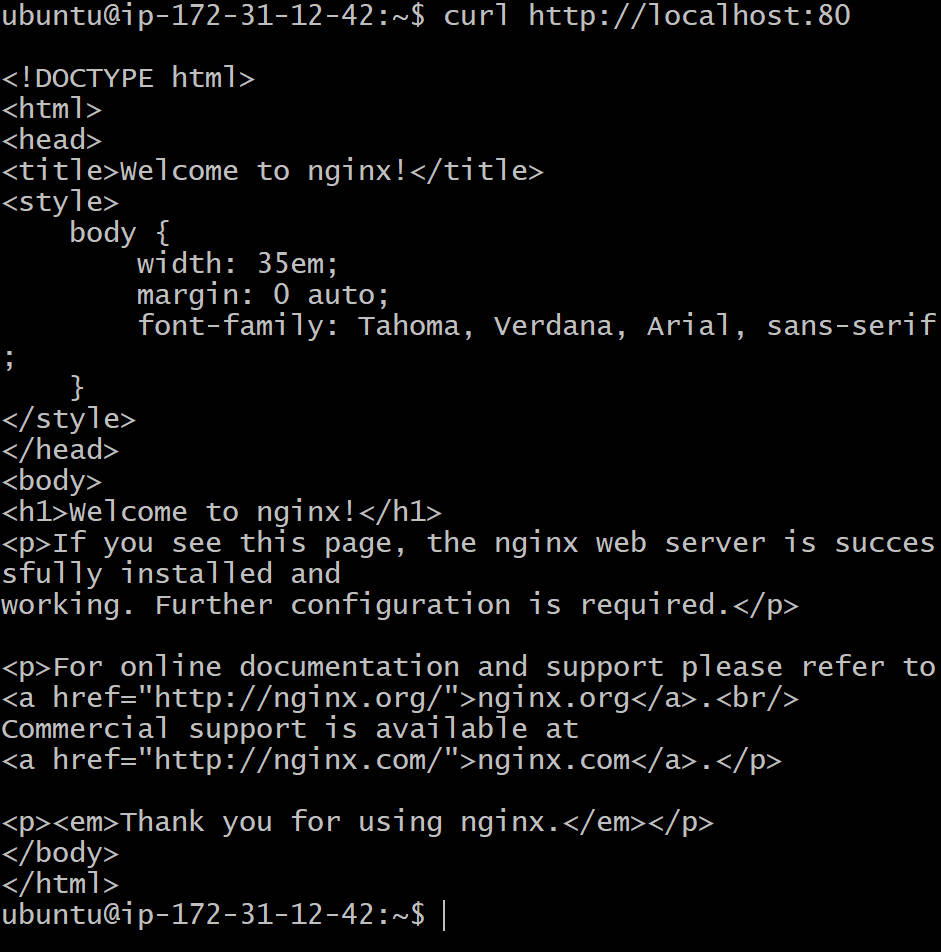 ubuntu@ip-172-31-12-42:~$ curl http://localhost:80

<!DOCTYPE html>
<html>
<head>
<title>Welcome to nginx!</title>
<style>
    body {
        width: 35em;
        margin: 0 auto;
        font-family: Tahoma, Verdana, Arial, sans-serif
;
    }
</style>
</head>
<body>
<h1>Welcome to nginx!</h1>
<p>If you see this page, the nginx web server is succes
sfully installed and
working. Further configuration is required.</p>

<p>For online documentation and support please refer to
<a href="http://nginx.org/">nginx.org</a>.<br/>
Commercial support is available at
<a href="http://nginx.com/">nginx.com</a>.</p>

<p><em>Thank you for using nginx.</em></p>
</body>
</html>
ubuntu@ip-172-31-12-42:~$